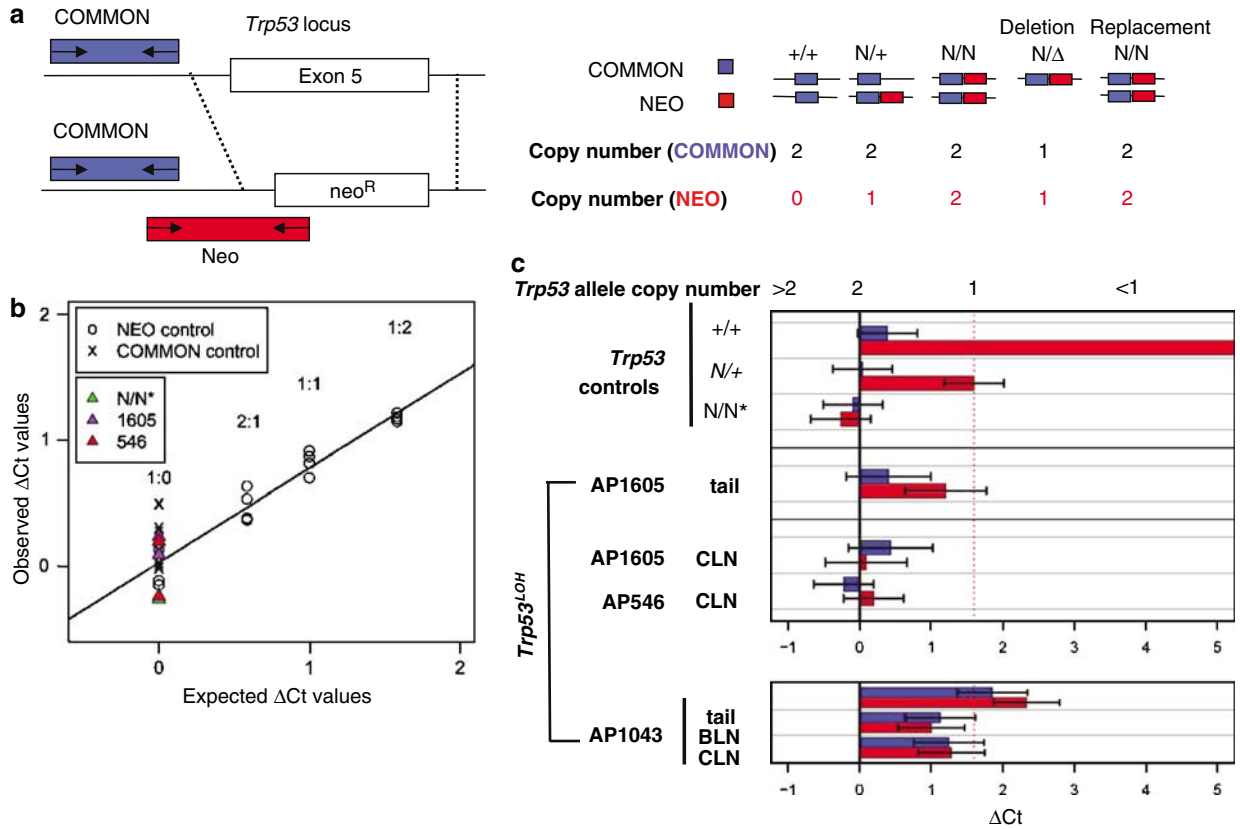 a
COMMON
Trp53 locus
Exon 5
COMMON
neoR
Neo
Deletion
Replacement
+/+
N/+
N/N
N/Δ
N/N
COMMON
NEO
Copy number (COMMON) 2 2 2 1 2
Copy number (NEO) 0 1 2 1 2
b
2
1
0
Observed ΔCt values
NEO control
COMMON control
N/N*
1605
546
1:0
2:1
1:1
1:2
0 1 2
Expected ΔCt values
c
Trp53 allele copy number >2 2 1 <1
Trp53
controls
+/+
N/+
N/N*
Trp53LOH
AP1605 tail
AP1605 CLN
AP546 CLN
−1 0 1 2 3 4 5
AP1043
tail
BLN
CLN
−1 0 1 2 3 4 5
ΔCt